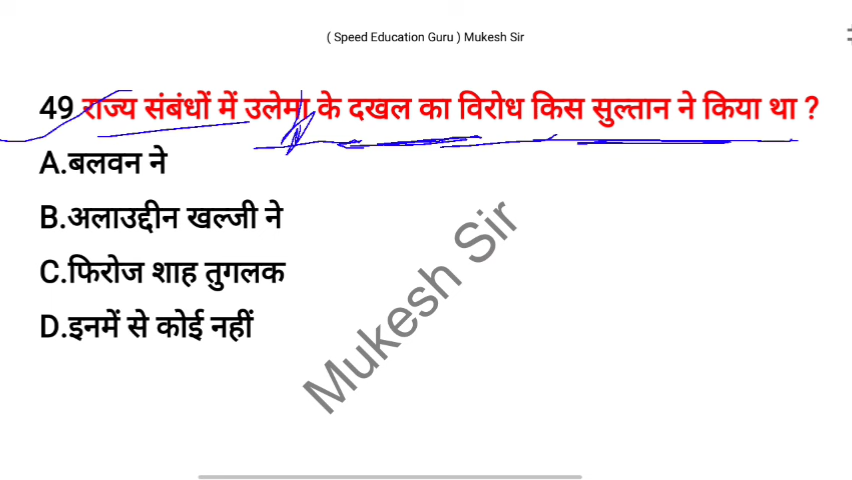 ( Speed Education Guru ) Mukesh Sir
49 राज्य संबंधों में उलेमा के दखल का विरोध किस सुल्तान ने किया था ?
A.बलवन ने
B.अलाउद्दीन खल्जी ने
C.फिरोज शाह तुगलक
D.इनमें से कोई नहीं
Mukesh Sir